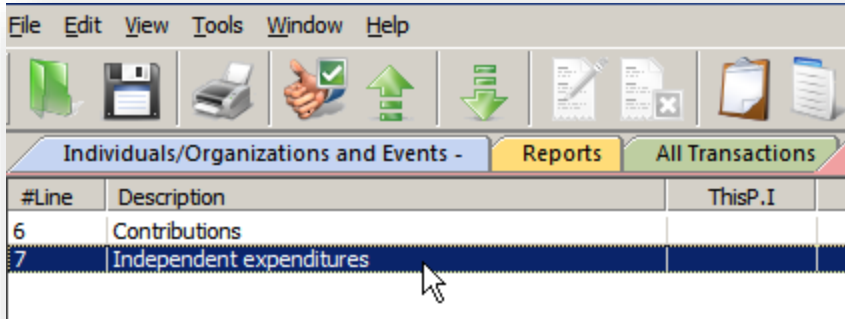 File Edit View Tools Window Help
Individuals/Organizations and Events - Reports All Transactions
#Line Description ThisP.I
6 Contributions
7 Independent expenditures